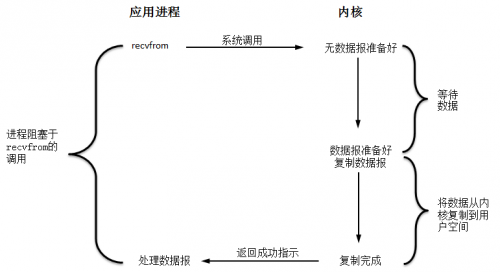 应用进程
内核
recvfrom
系统调用
无数据报准备好
等待
数据
进程阻塞于
recvfrom的
调用
数据报准备好
复制数据报
将数据从内
核复制到用
户空间
处理数据报
返回成功指示
复制完成